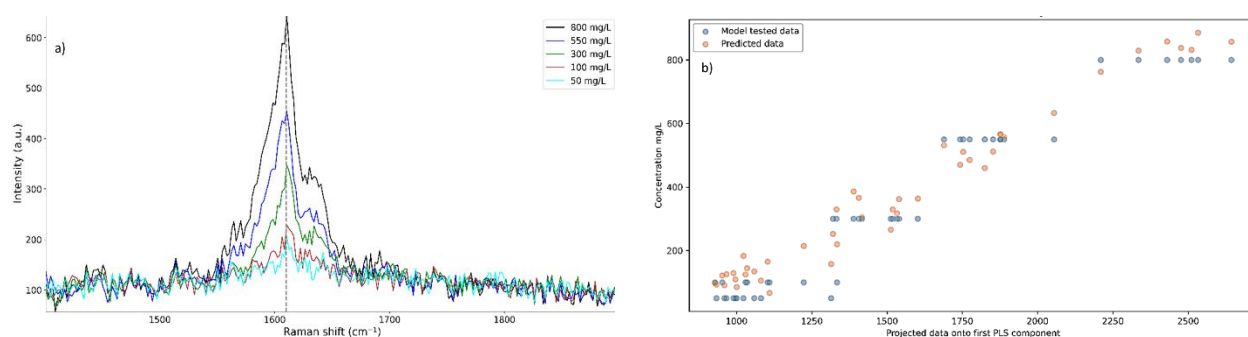 a)
600
500
400
300
200
100
Intensity (a.u.)
1500
1600
1700
1800
Raman shift (cm⁻¹)
800 mg/L
550 mg/L
300 mg/L
100 mg/L
50 mg/L
b)
Model tested data
Predicted data
800
600
400
200
0
Concentration mg/L
1000
1250
1500
1750
2000
2250
2500
Projected data onto first PLS component